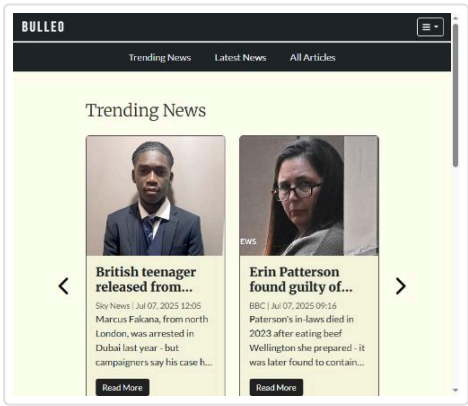 BULLEO
Trending News Latest News All Articles
Trending News
EWS
British teenager
released from...
Sky News | Jul 07, 2025 12:05
Marcus Fakana, from north
London, was arrested in
Dubai last year - but
campaigners say his case h...
Read More
Erin Patterson
found guilty of...
BBC | Jul 07, 2025 09:16
Paterson's in-laws died in
2023 after eating beef
Wellington she prepared - it
was later found to contain...
Read More